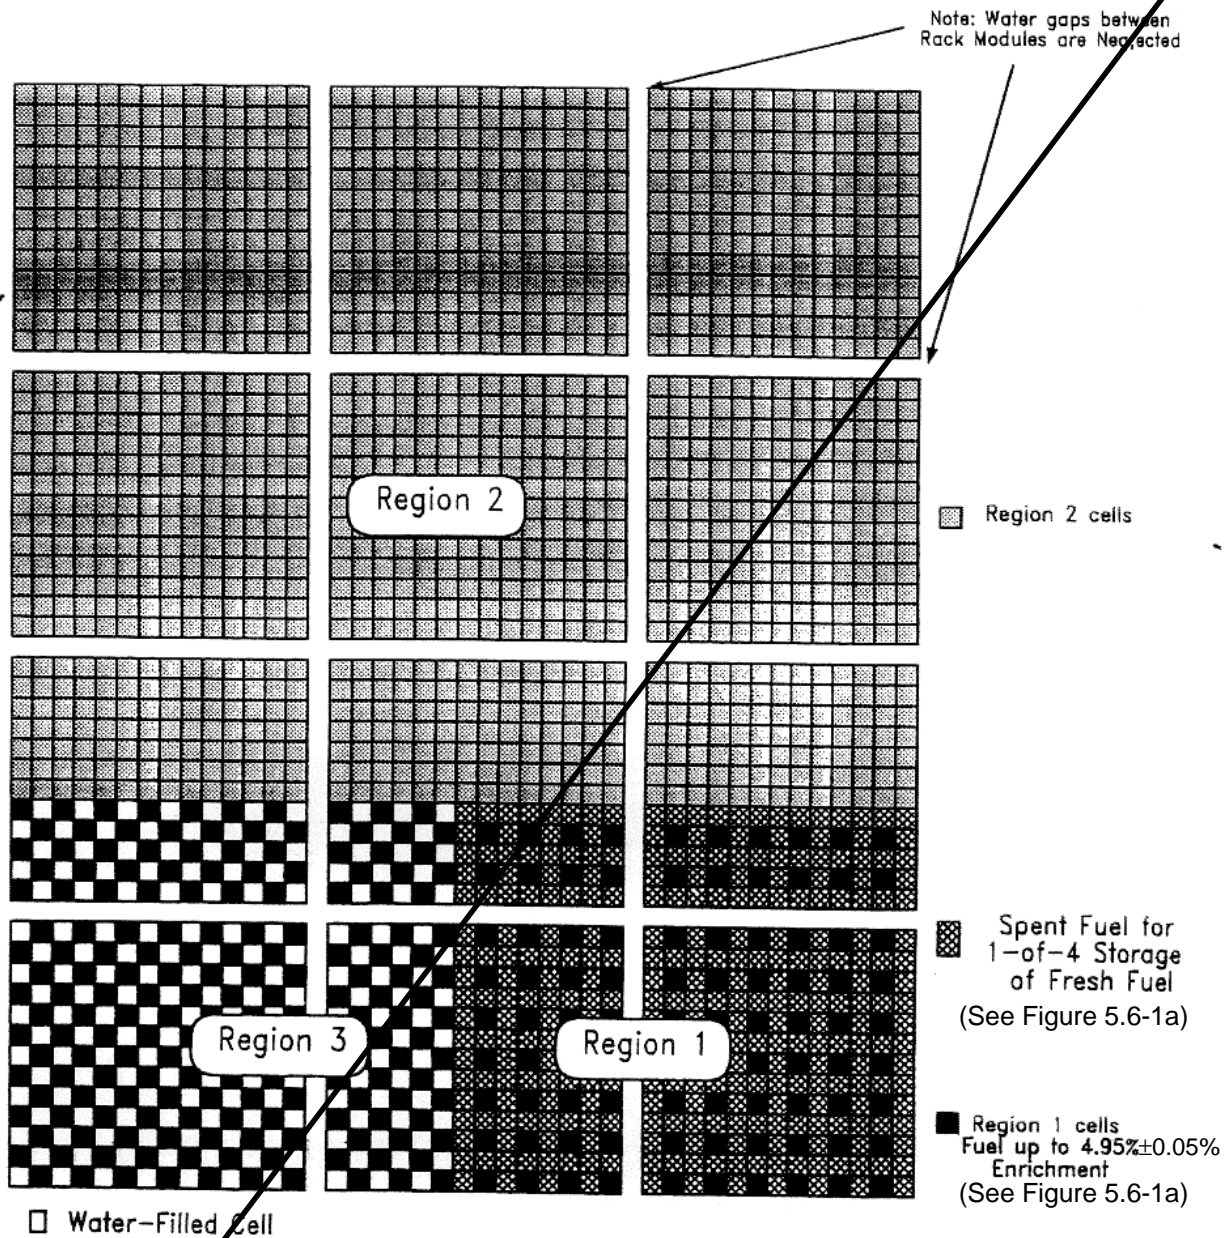 Note: Water gaps between
Rack Modules are Neglected
Region 2
Region 2 cells
Spent Fuel for
1-of-4 Storage
of Fresh Fuel
(See Figure 5.6-1a)
Region 3
Region 1
Region 1 cells
Fuel up to 4.95%±0.05%
Enrichment
(See Figure 5.6-1a)
Water-Filled Cell